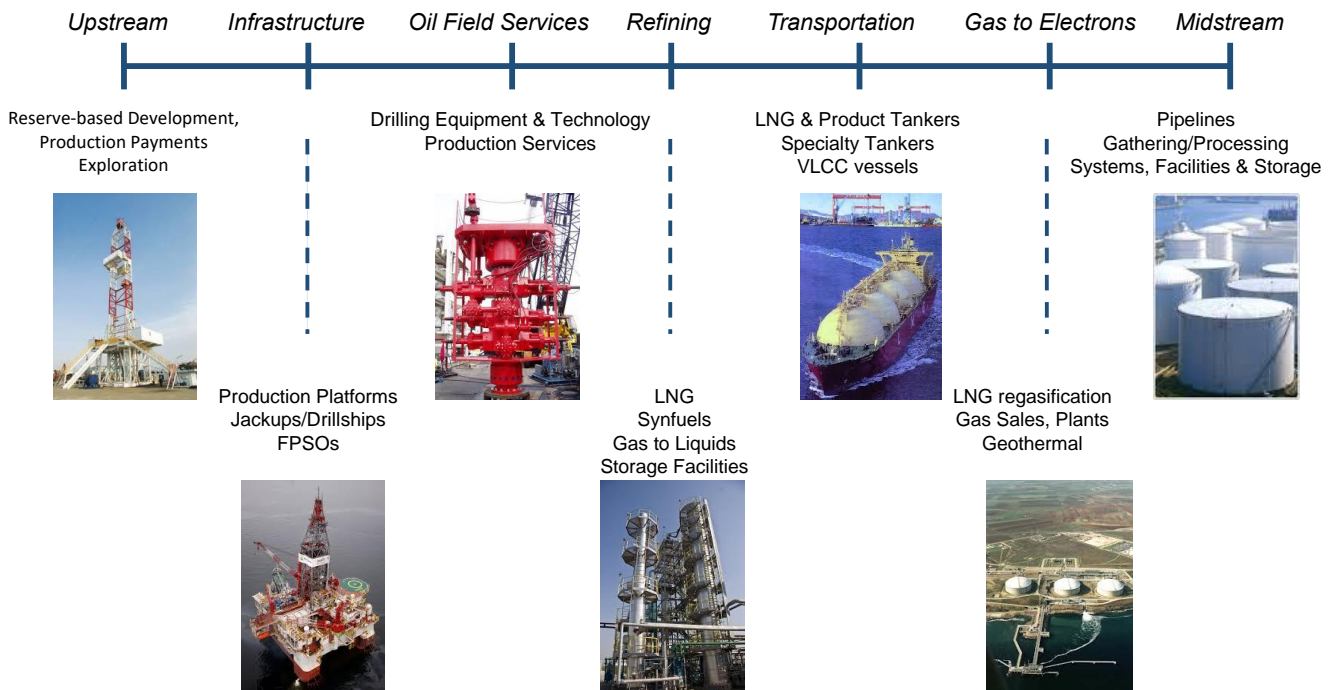 Upstream
Infrastructure
Oil Field Services
Refining
Transportation
Gas to Electrons
Midstream
Reserve-based Development,
Production Payments
Exploration
Drilling Equipment & Technology
Production Services
LNG & Product Tankers
Specialty Tankers
VLCC vessels
Pipelines
Gathering/Processing
Systems, Facilities & Storage
Production Platforms
Jackups/Drillships
FPSOs
LNG
Synfuels
Gas to Liquids
Storage Facilities
LNG regasification
Gas Sales, Plants
Geothermal